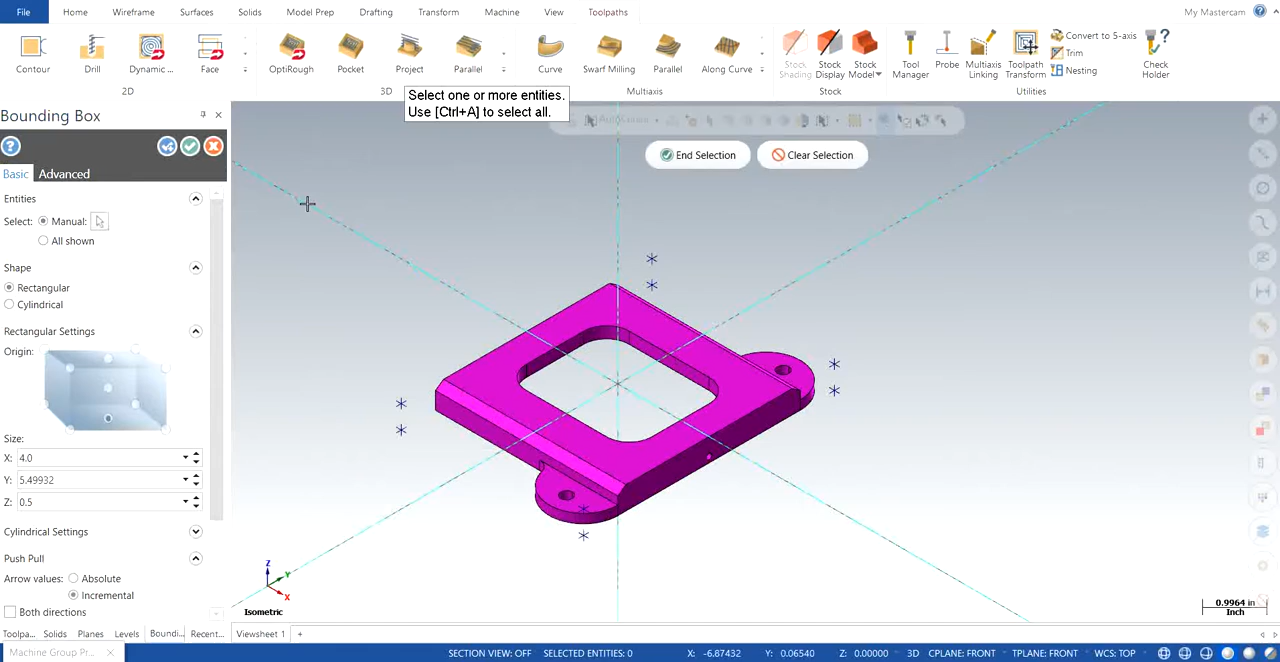 File Home Wireframe Surfaces Solids Model Prep Drafting Transform Machine View Toolpaths My Mastercam
Contour Drill Dynamic ... Face OptiRough Pocket Project Parallel Curve Swarf Milling Parallel Along Curve Stock Shading Stock Display Stock Model Tool Manager Probe Multiaxis Linking Toolpath Transform Convert to 5-axis Trim Nesting Check Holder
2D 3D Multiaxis Stock Utilities
Select one or more entities.
Use [Ctrl+A] to select all.
Bounding Box
End Selection Clear Selection
Basic Advanced
Entities
Select: Manual:
All shown
Shape
Rectangular
Cylindrical
Rectangular Settings
Origin:
Size:
X: 4.0
Y: 5.49932
Z: 0.5
Cylindrical Settings
Push Pull
Arrow values: Absolute
Incremental
Both directions
Z
Y
X
Isometric
0.9964 in
Inch
Toolpa... Solids Planes Levels Boundi... Recent... Viewsheet 1 +
Machine Group Pr... SECTION VIEW: OFF SELECTED ENTITIES: 0 X: -6.87432 Y: 0.06540 Z: 0.00000 3D CPLANE: FRONT TPLANE: FRONT WCS: TOP